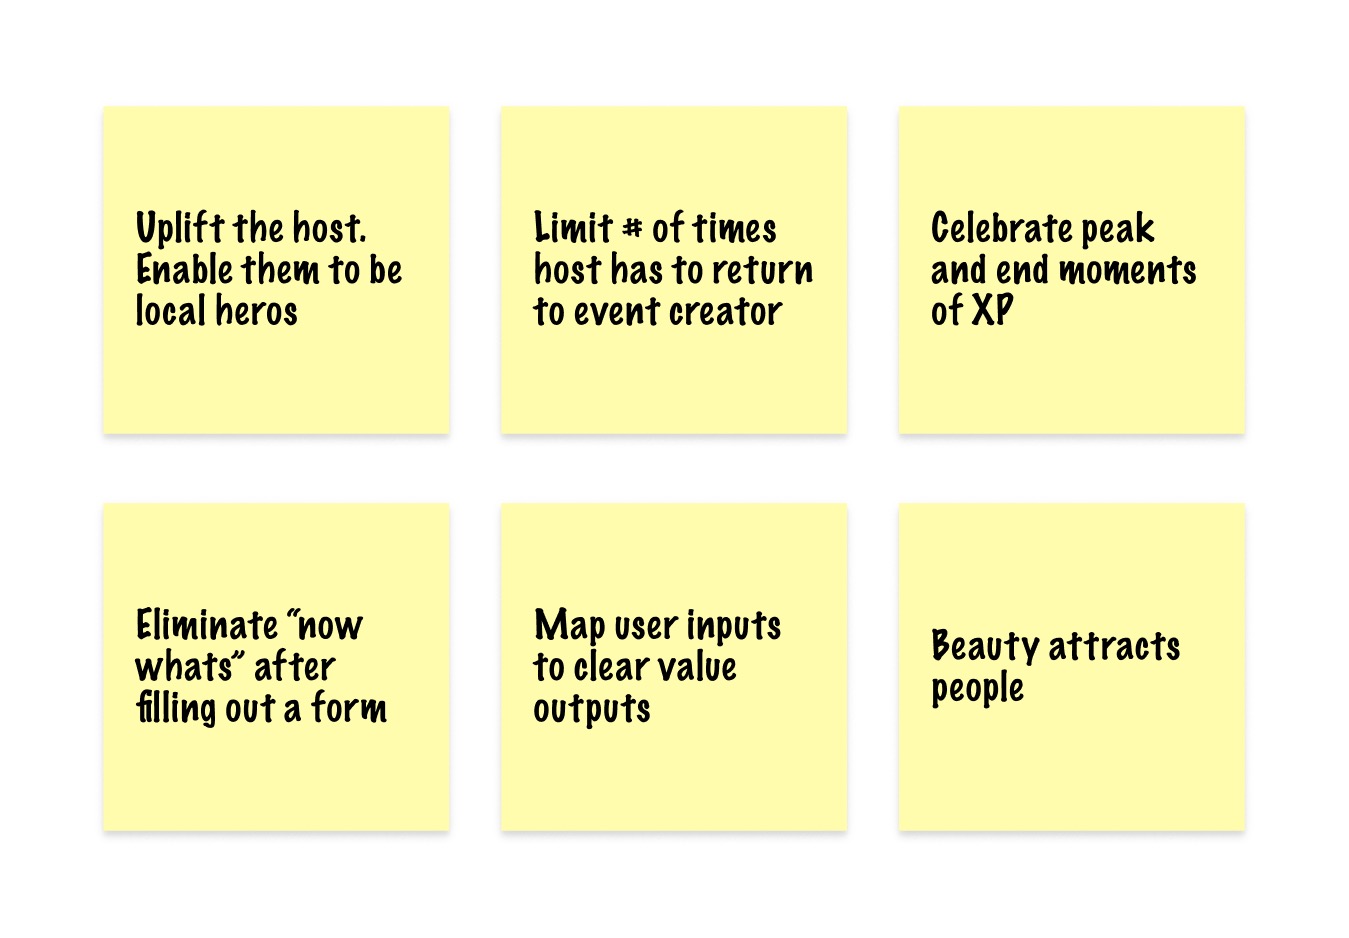 Uplift the host.
Enable them to be
local heros
Limit # of times
host has to return
to event creator
Celebrate peak
and end moments
of XP
Eliminate “now
whats” after
filling out a form
Map user inputs
to clear value
outputs
Beauty attracts
people